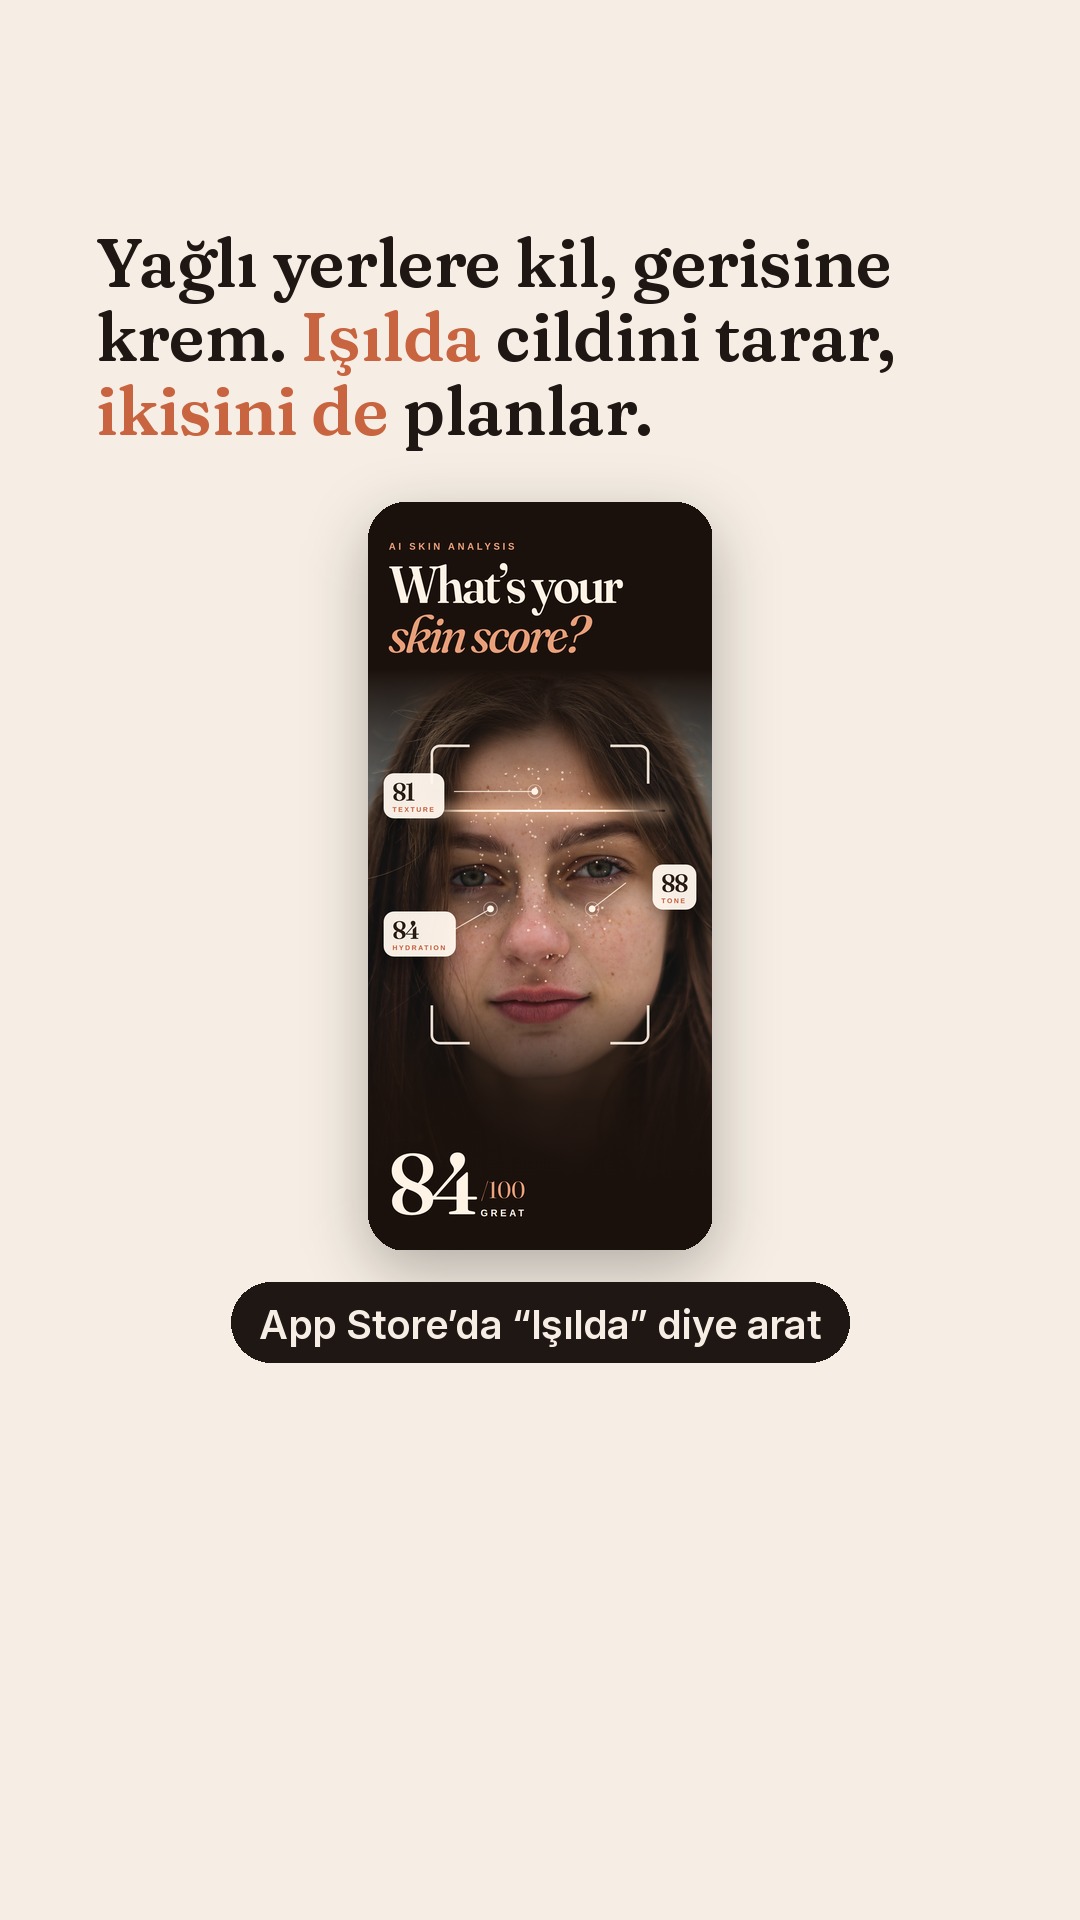 Yağlı yerlere kil, gerisine
krem. Işılda cildini tarar,
ikisini de planlar.
AI SKIN ANALYSIS
What's your
skin score?
81
TEXTURE
88
TONE
84
HYDRATION
84 /100
GREAT
App Store'da “Işılda” diye arat